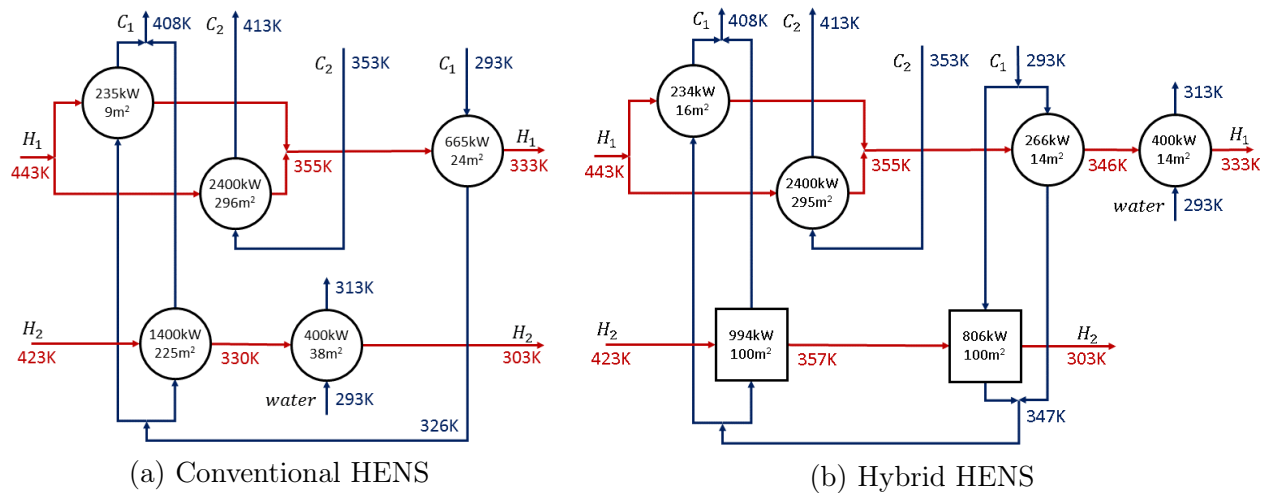 C₁
408K
C₂
413K
C₂
353K
C₁
293K
235kW
9m²
H₁
443K
2400kW
296m²
355K
665kW
24m²
H₁
333K
313K
H₂
423K
1400kW
225m²
330K
400kW
38m²
H₂
303K
water
293K
326K
(a) Conventional HENS
C₁
408K
C₂
413K
C₂
353K
C₁
293K
313K
234kW
16m²
H₁
443K
2400kW
295m²
355K
266kW
14m²
346K
400kW
14m²
H₁
333K
water
293K
H₂
423K
994kW
100m²
357K
806kW
100m²
H₂
303K
347K
(b) Hybrid HENS